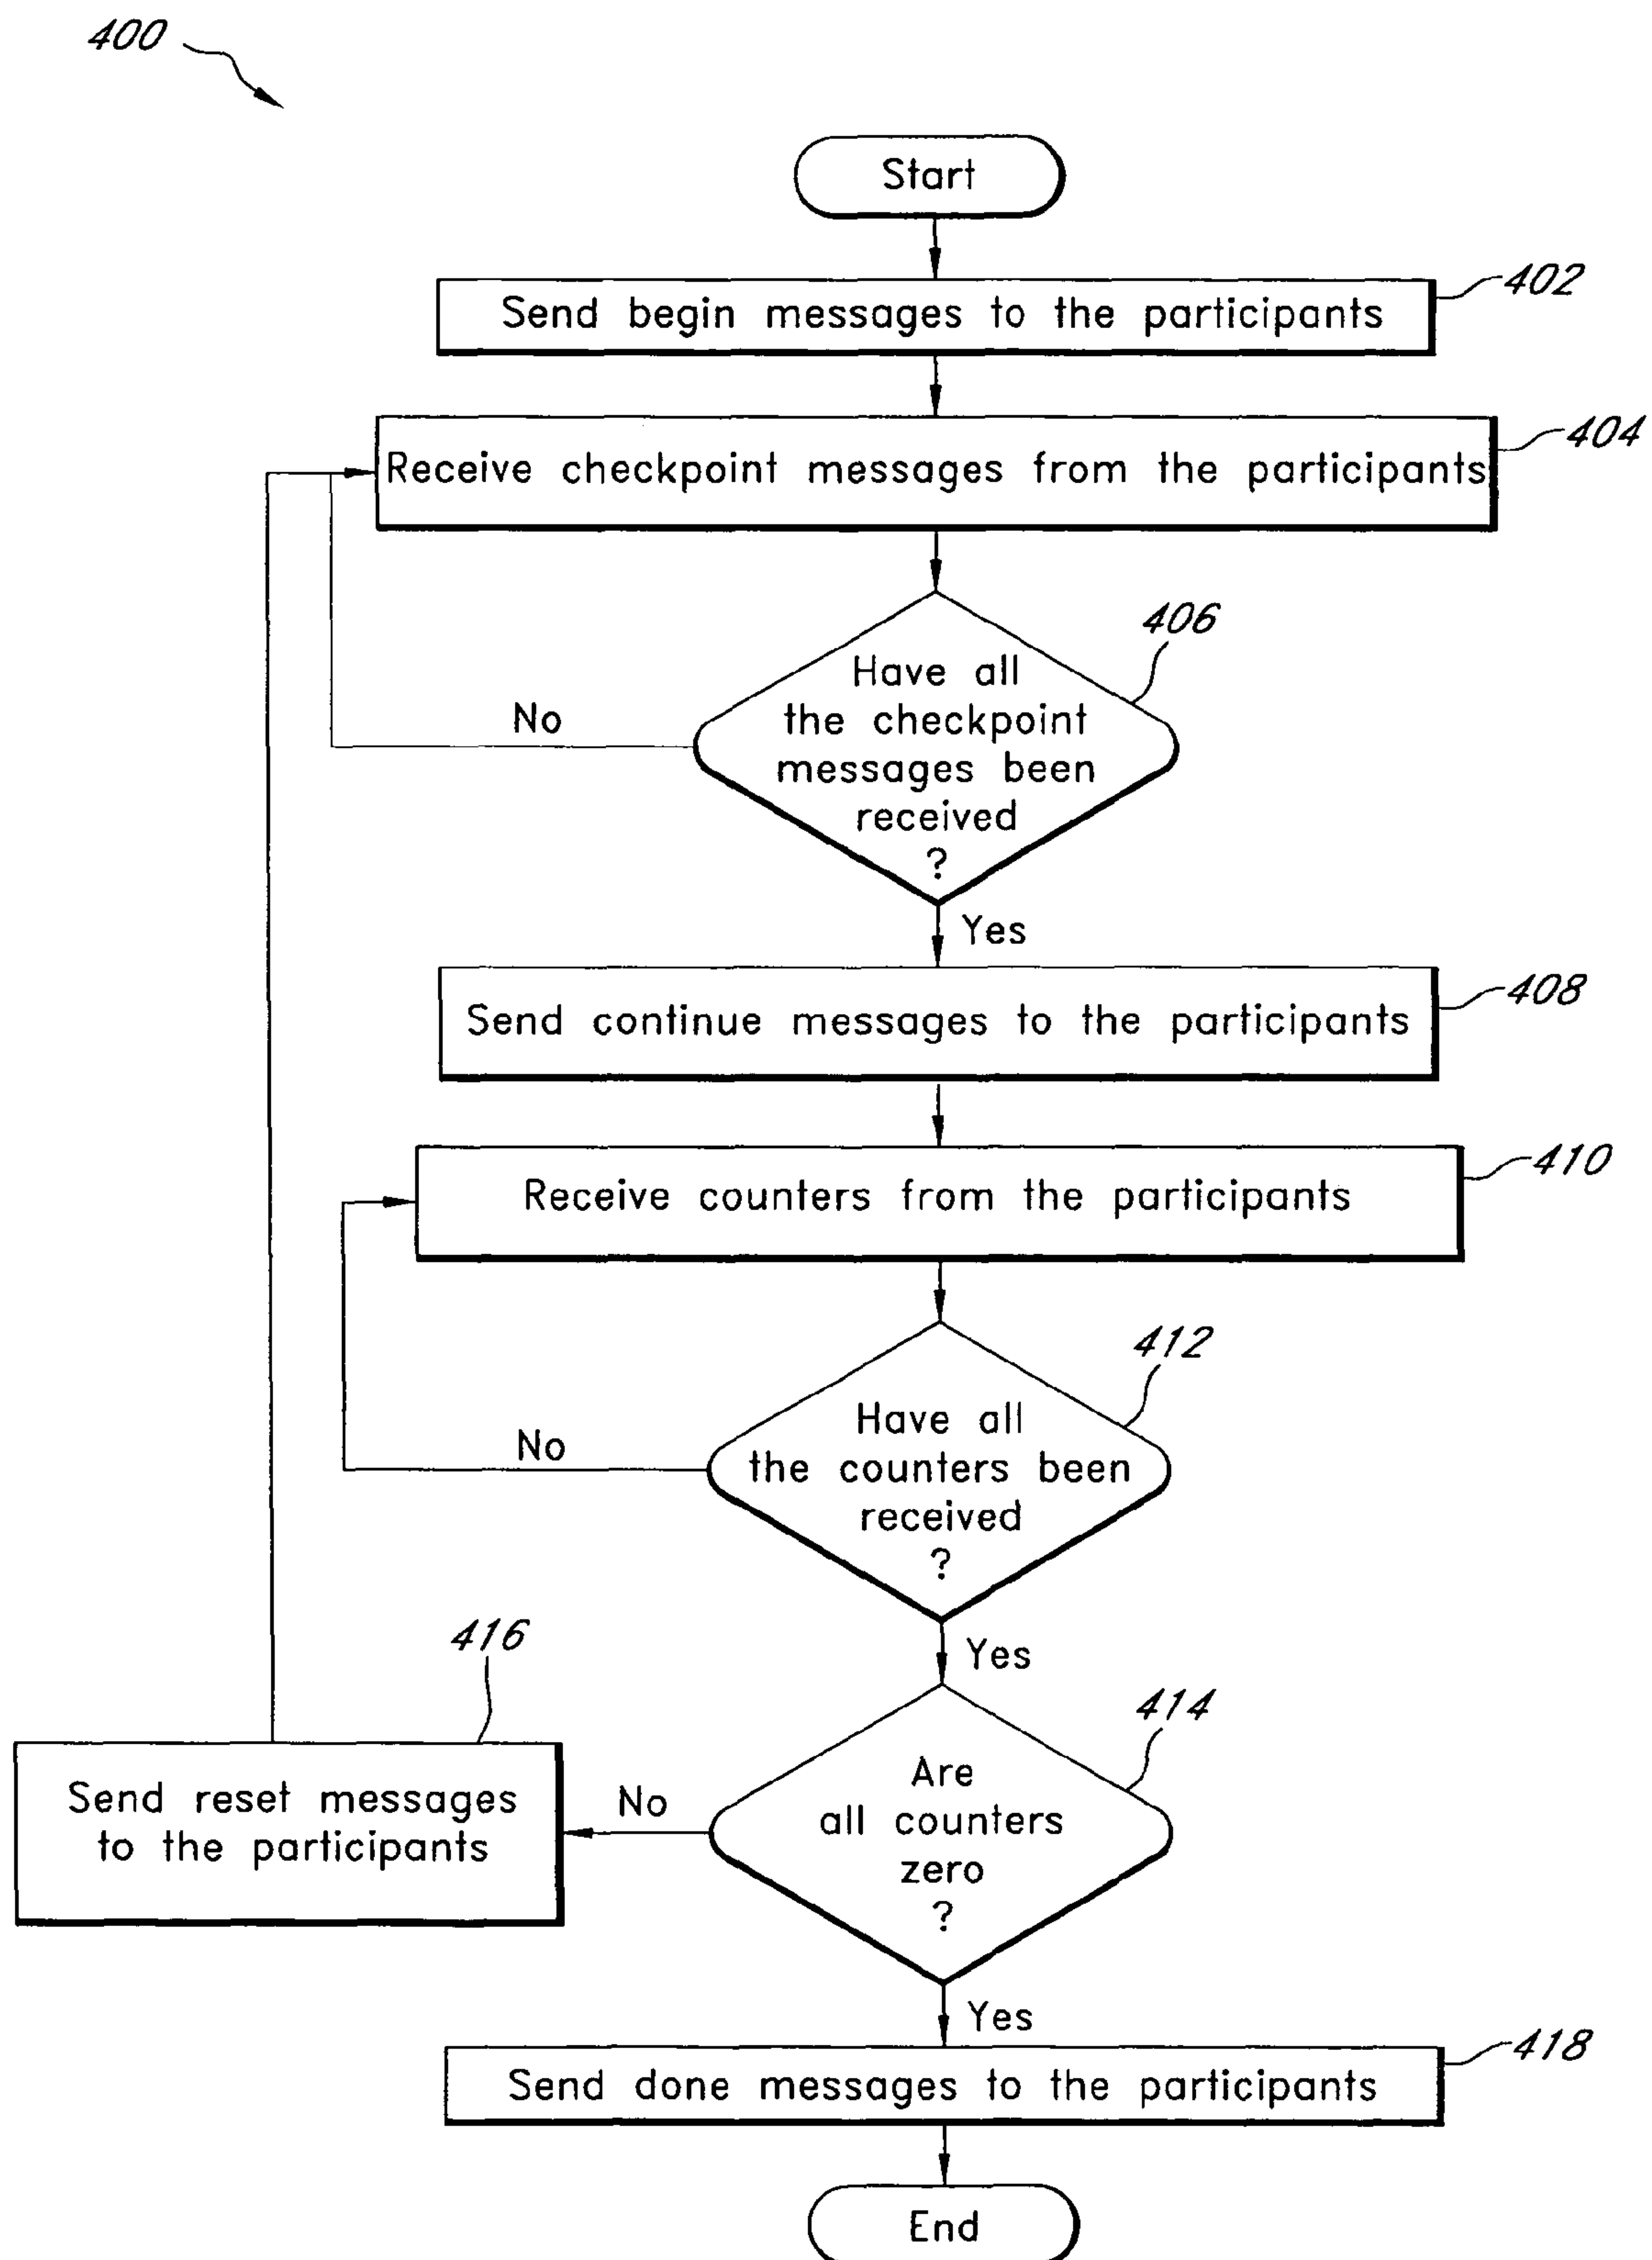 400
Start
Send begin messages to the participants
402
Receive checkpoint messages from the participants
404
406
Have all
the checkpoint
messages been
received
?
No
Yes
Send continue messages to the participants
408
Receive counters from the participants
410
412
Have all
the counters been
received
?
No
Yes
414
Are
all counters
zero
?
No
416
Send reset messages
to the participants
Yes
Send done messages to the participants
418
End